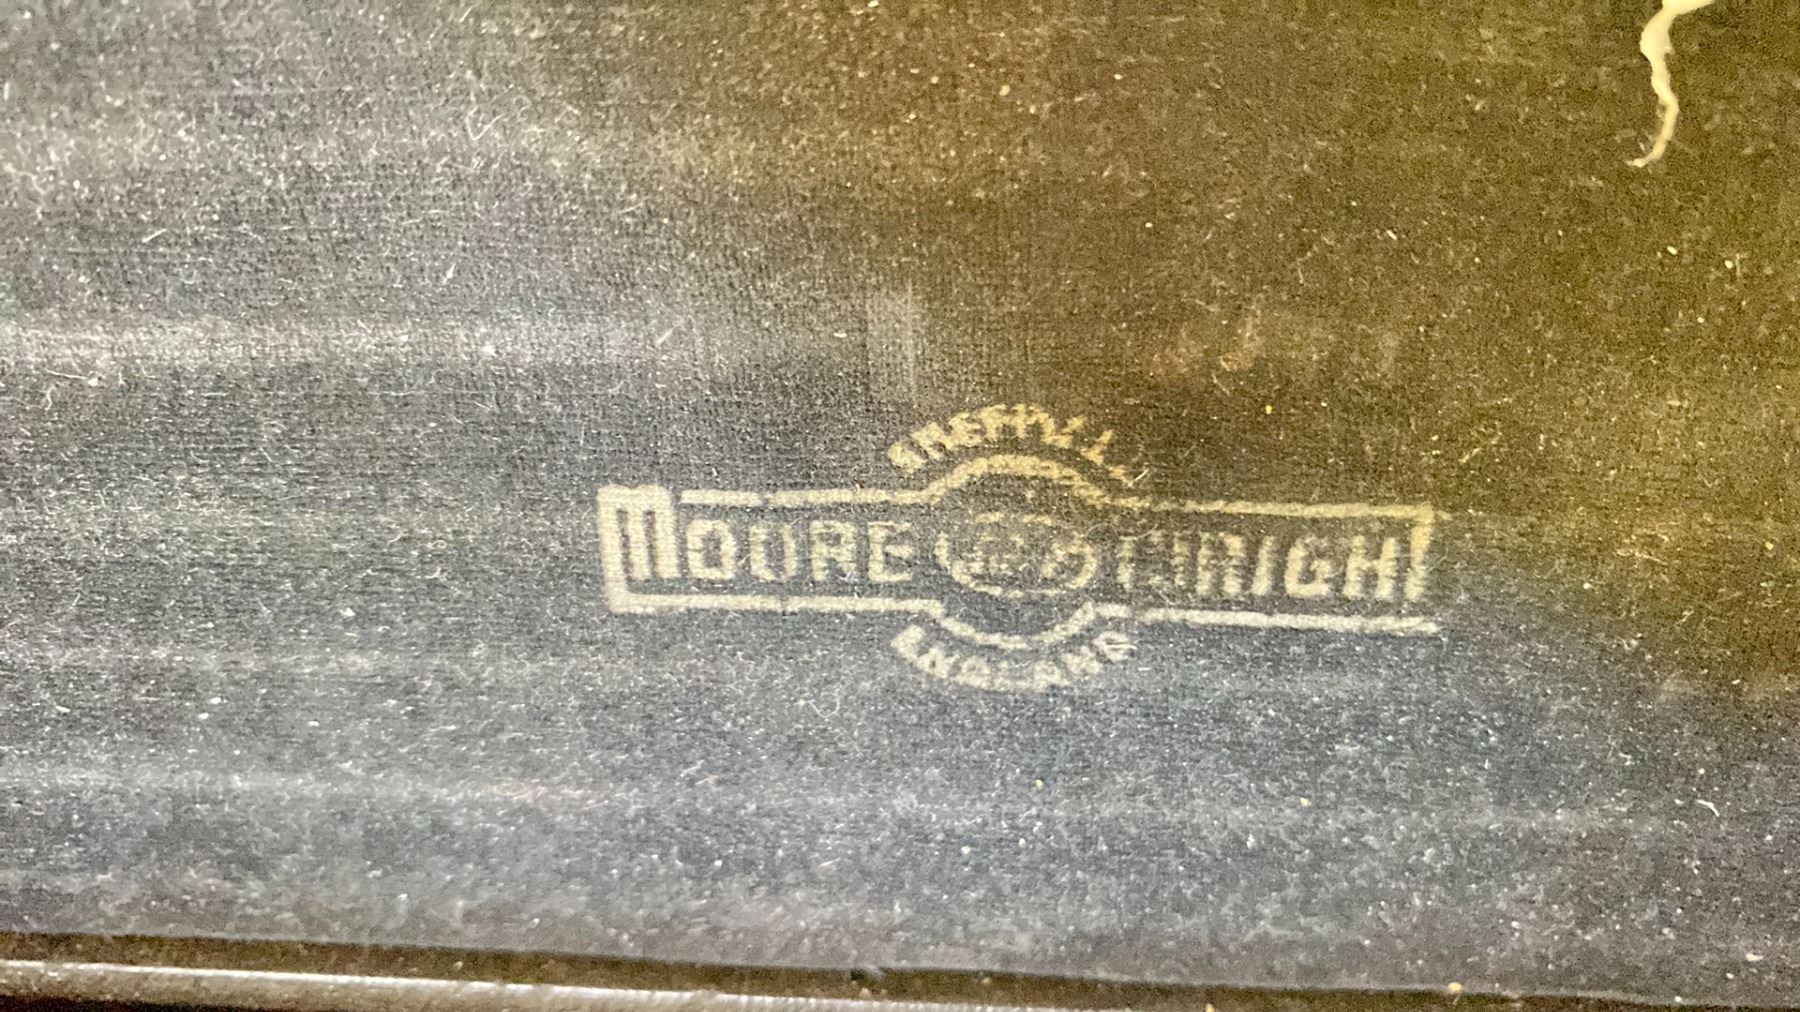 SHEFFIELD
MOORE & WRIGHT
ENGLAND